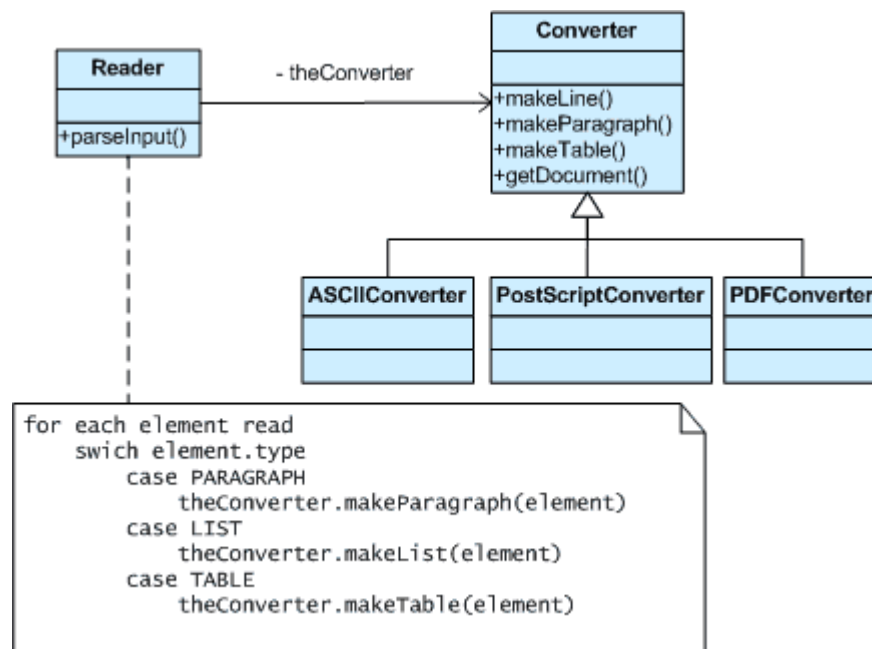 Converter
Reader
- theConverter
+makeLine()
+makeParagraph()
+makeTable()
+getDocument()
+parseInput()
ASCIIConverter
PostScriptConverter
PDFConverter
for each element read
swich element.type
case PARAGRAPH
theConverter.makeParagraph(element)
case LIST
theConverter.makeList(element)
case TABLE
theConverter.makeTable(element)